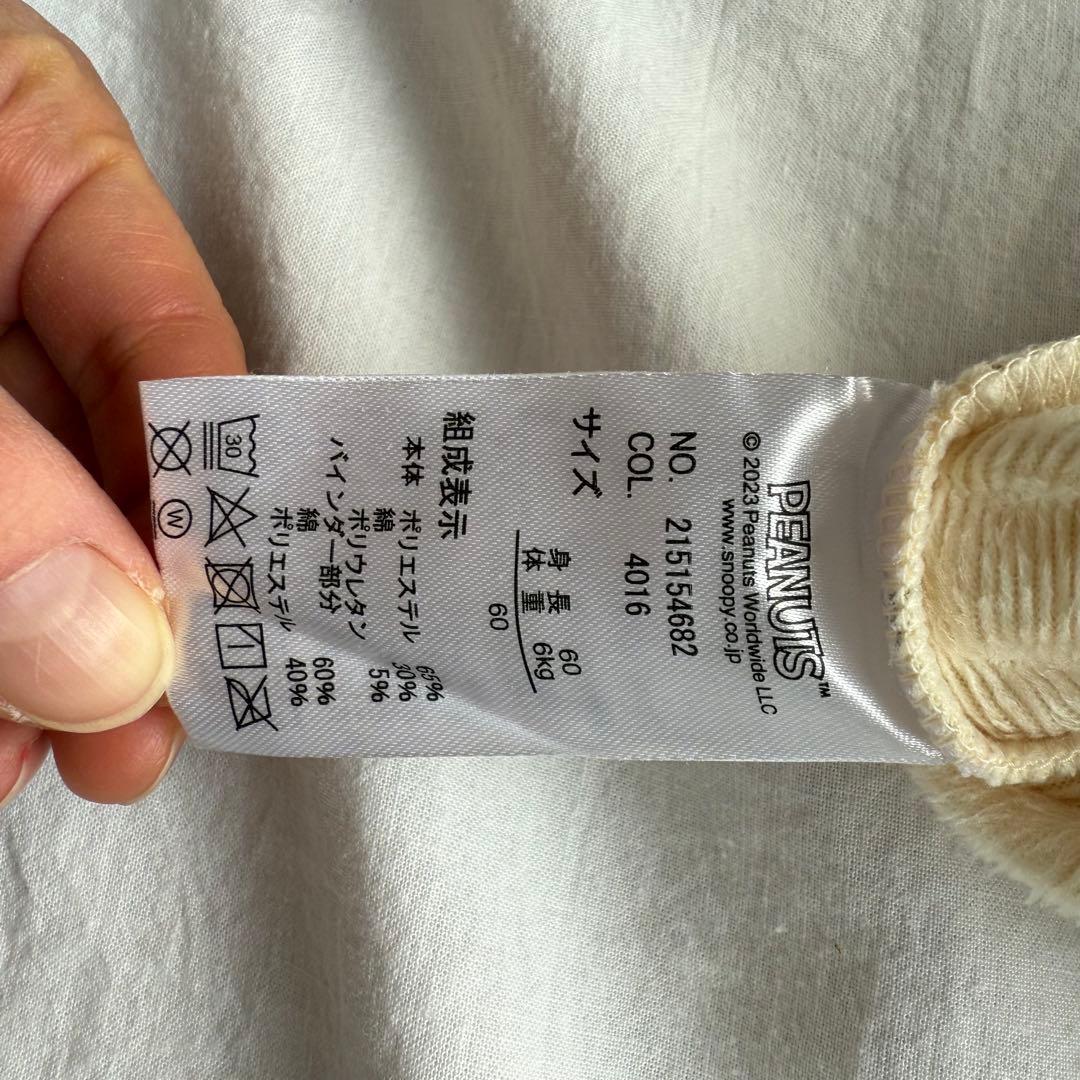 PEANUTS™
© 2023 Peanuts Worldwide LLC
www.snoopy.co.jp
NO. 215154682
COL. 4016
サイズ
身長 60
体重 6kg
60
組成表示
本体 ポリエステル 65%
綿 30%
ポリウレタン 5%
バインダー部分
綿 60%
ポリエステル 40%
30
W